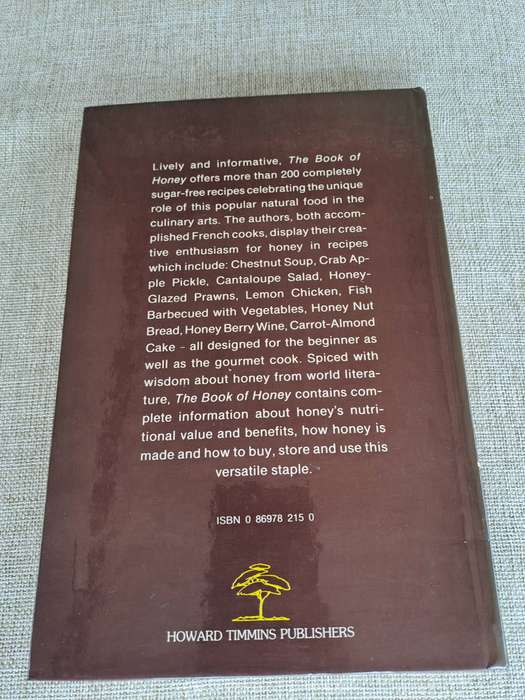 Lively and informative, The Book of
Honey offers more than 200 completely
sugar-free recipes celebrating the unique
role of this popular natural food in the
culinary arts. The authors, both accom-
plished French cooks, display their crea-
tive enthusiasm for honey in recipes
which include: Chestnut Soup, Crab Ap-
ple Pickle, Cantaloupe Salad, Honey-
Glazed Prawns, Lemon Chicken, Fish
Barbecued with Vegetables, Honey Nut
Bread, Honey Berry Wine, Carrot-Almond
Cake – all designed for the beginner as
well as the gourmet cook. Spiced with
wisdom about honey from world litera-
ture, The Book of Honey contains com-
plete information about honey's nutri-
tional value and benefits, how honey is
made and how to buy, store and use this
versatile staple.
ISBN 0 86978 215 0
HOWARD TIMMINS PUBLISHERS